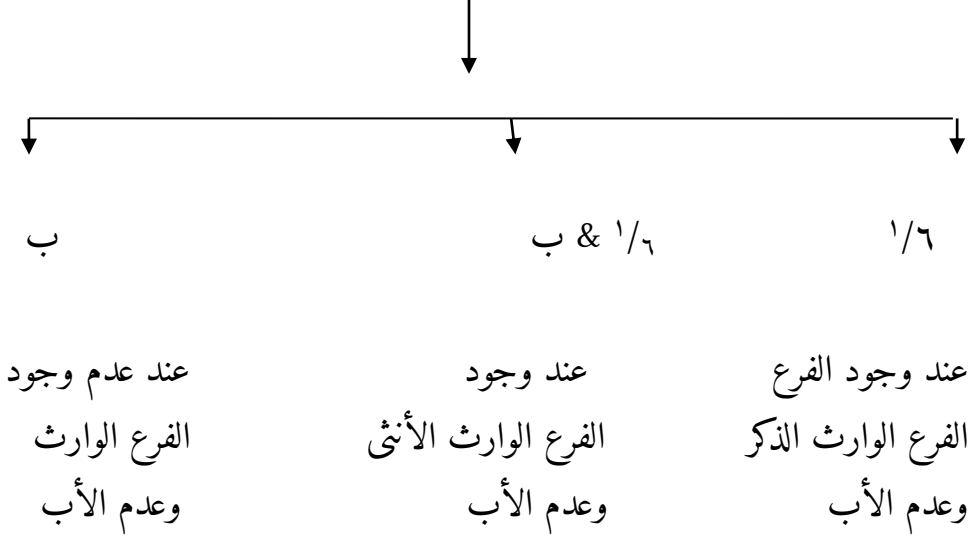 ١/٦
١/٦ & ب
ب
عند وجود الفرع
الفرع الوارث الذكر
وعدم الأب
عند وجود
الفرع الوارث الأنثى
وعدم الأب
عند عدم وجود
الفرع الوارث
وعدم الأب